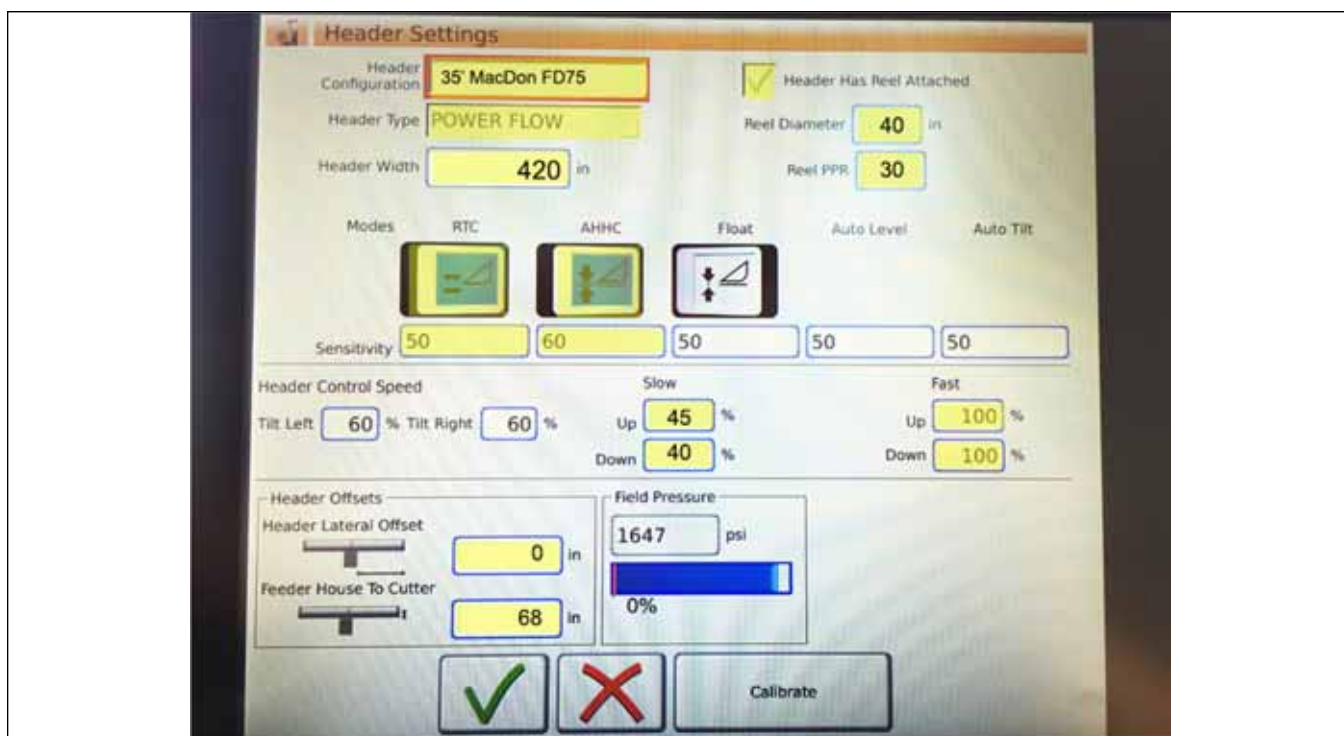 Header Settings
Header Configuration 35' MacDon FD75
Header Has Reel Attached
Header Type POWER FLOW
Reel Diameter 40 in
Header Width 420 in
Reel PPR 30
Modes RTC AHHC Float Auto Level Auto Tilt
Sensitivity 50 60 50 50 50
Header Control Speed Slow Fast
Tilt Left 60 % Tilt Right 60 % Up 45 % Up 100 %
Down 40 % Down 100 %
Header Offsets Field Pressure
Header Lateral Offset
1647 psi
0 in
Feeder House To Cutter
0%
68 in
Calibrate